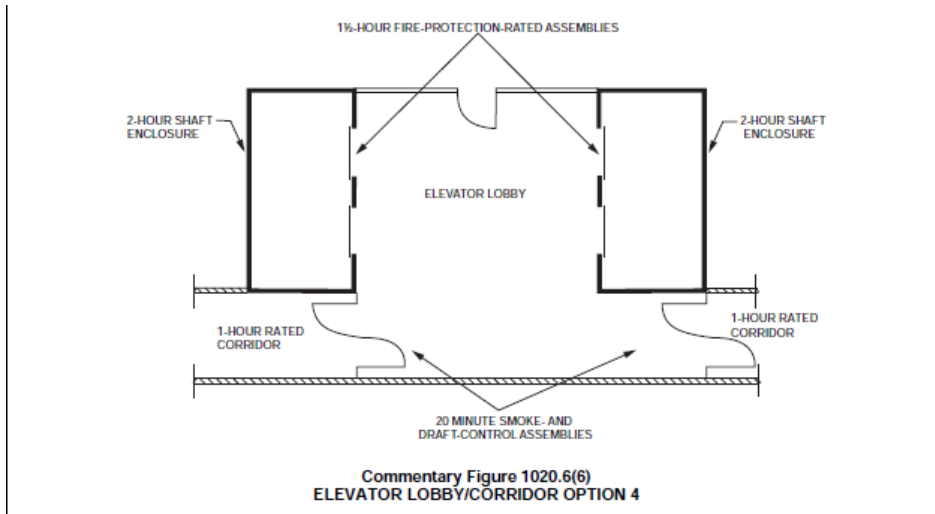 1½-HOUR FIRE-PROTECTION-RATED ASSEMBLIES
2-HOUR SHAFT
ENCLOSURE
2-HOUR SHAFT
ENCLOSURE
ELEVATOR LOBBY
1-HOUR RATED
CORRIDOR
1-HOUR RATED
CORRIDOR
20 MINUTE SMOKE- AND
DRAFT-CONTROL ASSEMBLIES
Commentary Figure 1020.6(6)
ELEVATOR LOBBY/CORRIDOR OPTION 4